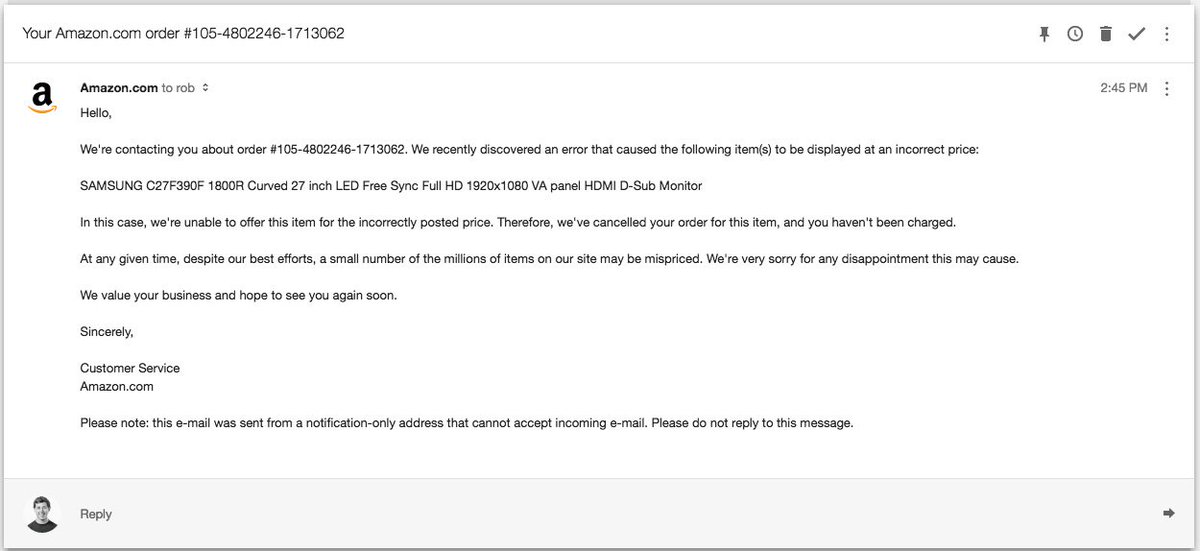 Your Amazon.com order #105-4802246-1713062
a
Amazon.com to rob
2:45 PM
Hello,
We're contacting you about order #105-4802246-1713062. We recently discovered an error that caused the following item(s) to be displayed at an incorrect price:
SAMSUNG C27F390F 1800R Curved 27 inch LED Free Sync Full HD 1920x1080 VA panel HDMI D-Sub Monitor
In this case, we're unable to offer this item for the incorrectly posted price. Therefore, we've cancelled your order for this item, and you haven't been charged.
At any given time, despite our best efforts, a small number of the millions of items on our site may be mispriced. We're very sorry for any disappointment this may cause.
We value your business and hope to see you again soon.
Sincerely,
Customer Service
Amazon.com
Please note: this e-mail was sent from a notification-only address that cannot accept incoming e-mail. Please do not reply to this message.
Reply